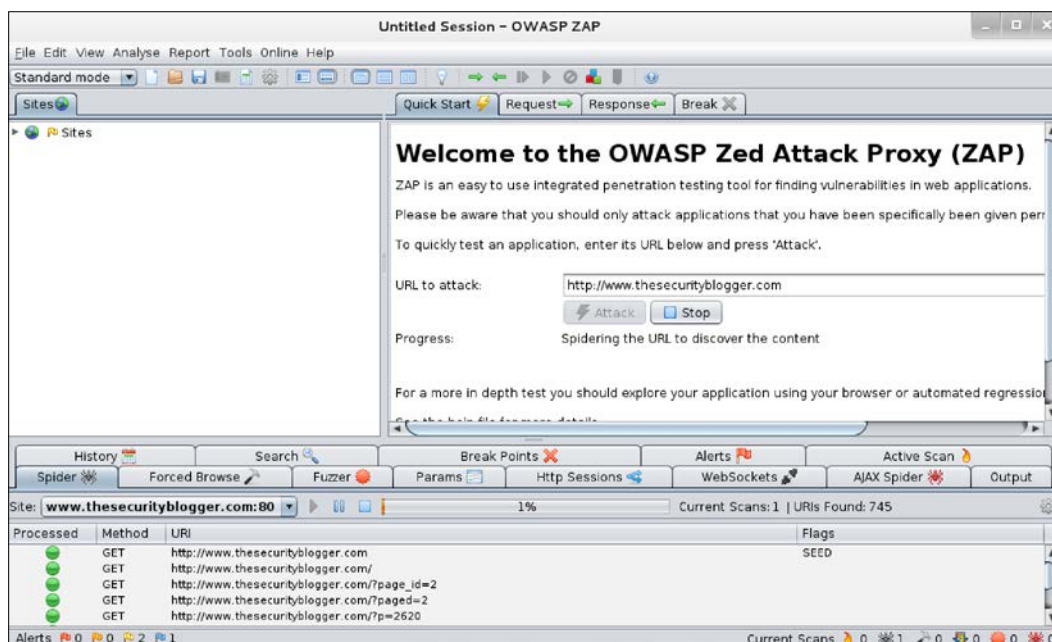 Untitled Session - OWASP ZAP
File Edit View Analyse Report Tools Online Help
Standard mode
Sites
Quick Start Request Response Break
Sites
Welcome to the OWASP Zed Attack Proxy (ZAP)
ZAP is an easy to use integrated penetration testing tool for finding vulnerabilities in web applications.
Please be aware that you should only attack applications that you have been specifically been given perr
To quickly test an application, enter its URL below and press 'Attack'.
URL to attack: http://www.thesecurityblogger.com
Attack Stop
Progress: Spidering the URL to discover the content
For a more in depth test you should explore your application using your browser or automated regression
See the help file for more details
History Search Break Points Alerts Active Scan
Spider Forced Browse Fuzzer Params Http Sessions WebSockets AJAX Spider Output
Site: www.thesecurityblogger.com:80 1% Current Scans:1 | URIs Found: 745
Processed Method URI Flags
GET http://www.thesecurityblogger.com SEED
GET http://www.thesecurityblogger.com/
GET http://www.thesecurityblogger.com/?page_id=2
GET http://www.thesecurityblogger.com/?paged=2
GET http://www.thesecurityblogger.com/?p=2620
Alerts 0 0 2 1 Current Scans 0 1 0 0 0 0